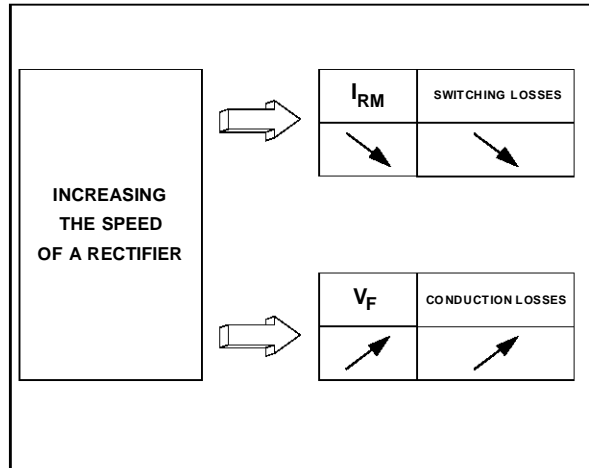 INCREASING
THE SPEED
OF A RECTIFIER
IRM SWITCHING LOSSES
VF CONDUCTION LOSSES